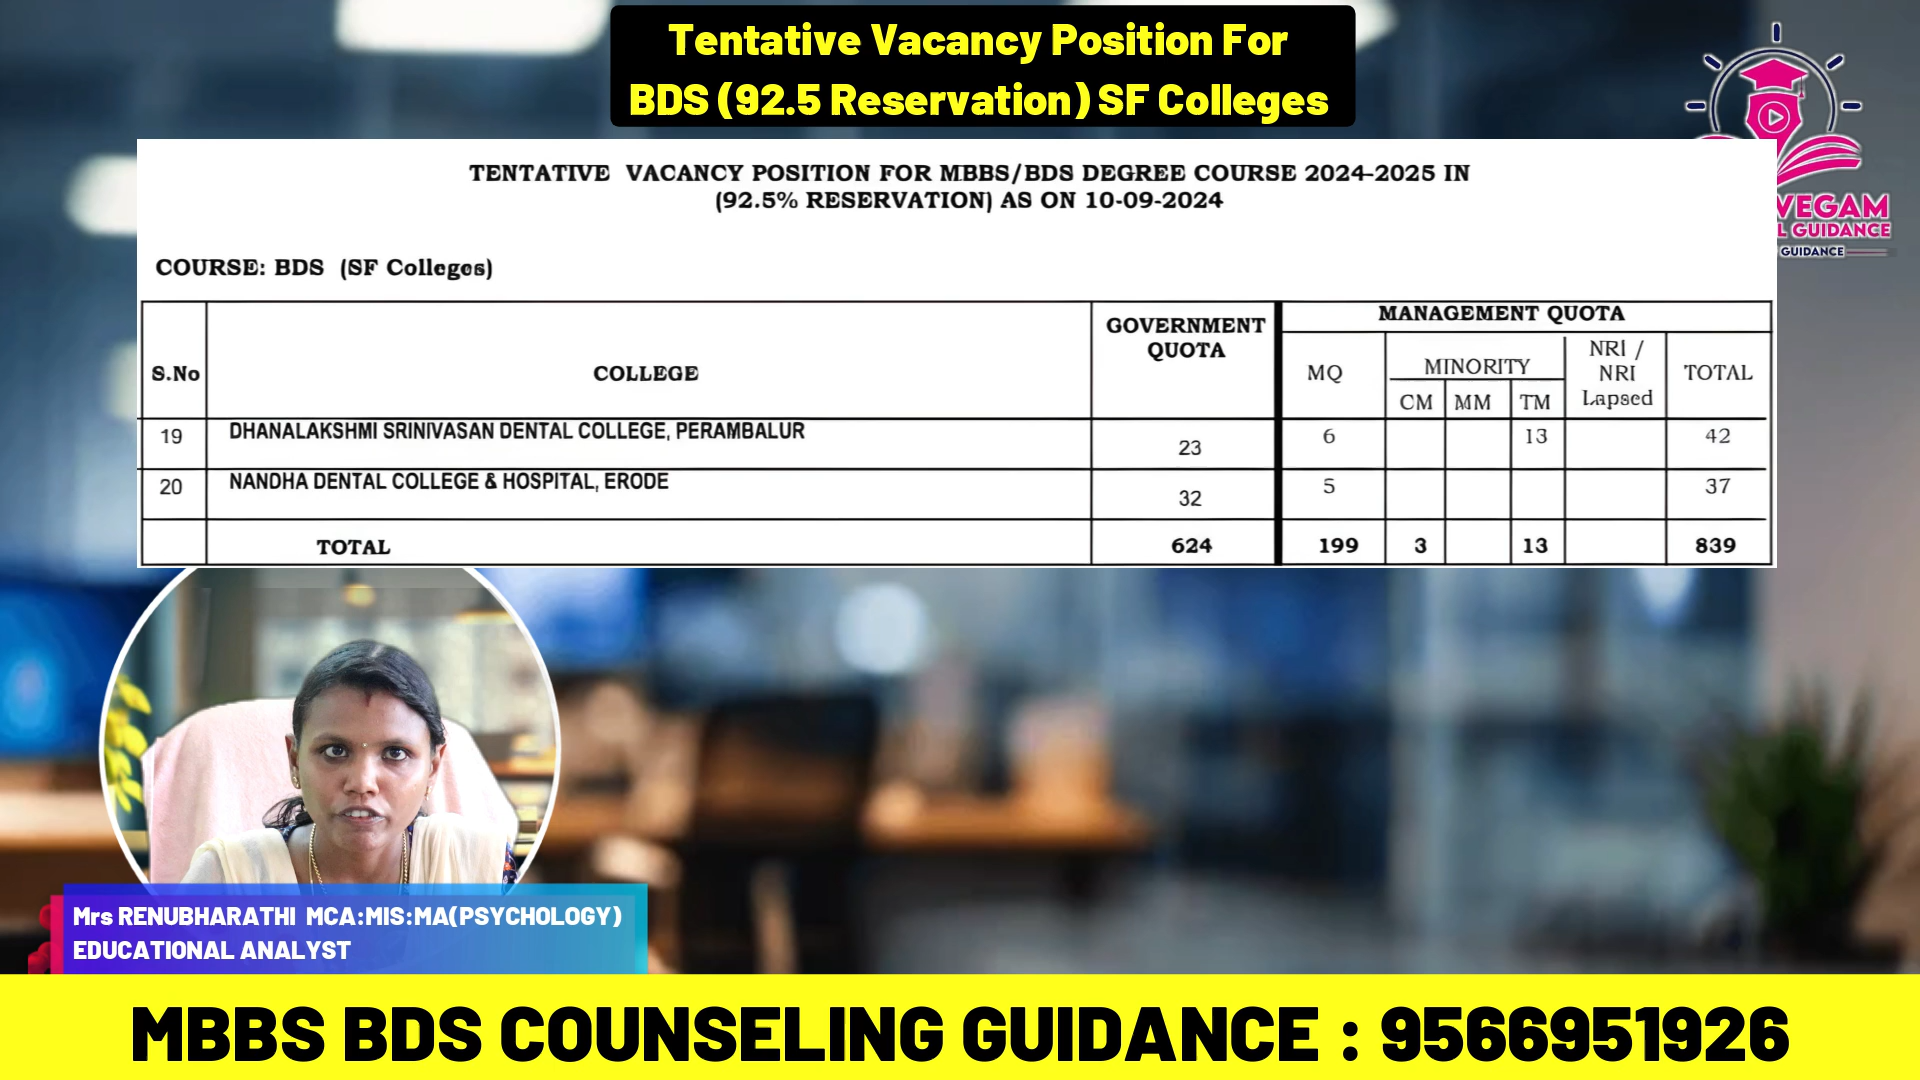 Tentative Vacancy Position For
BDS (92.5 Reservation) SF Colleges
VEGAM
L GUIDANCE
GUIDANCE
TENTATIVE VACANCY POSITION FOR MBBS/BDS DEGREE COURSE 2024-2025 IN
(92.5% RESERVATION) AS ON 10-09-2024
COURSE: BDS (SF Colleges)
S.No COLLEGE GOVERNMENT QUOTA MANAGEMENT QUOTA
MQ MINORITY NRI / NRI Lapsed TOTAL
CM MM TM
19 DHANALAKSHMI SRINIVASAN DENTAL COLLEGE, PERAMBALUR 23 6 13 42
20 NANDHA DENTAL COLLEGE & HOSPITAL, ERODE 32 5 37
TOTAL 624 199 3 13 839
Mrs RENUBHARATHI MCA:MIS:MA(PSYCHOLOGY)
EDUCATIONAL ANALYST
MBBS BDS COUNSELING GUIDANCE : 9566951926